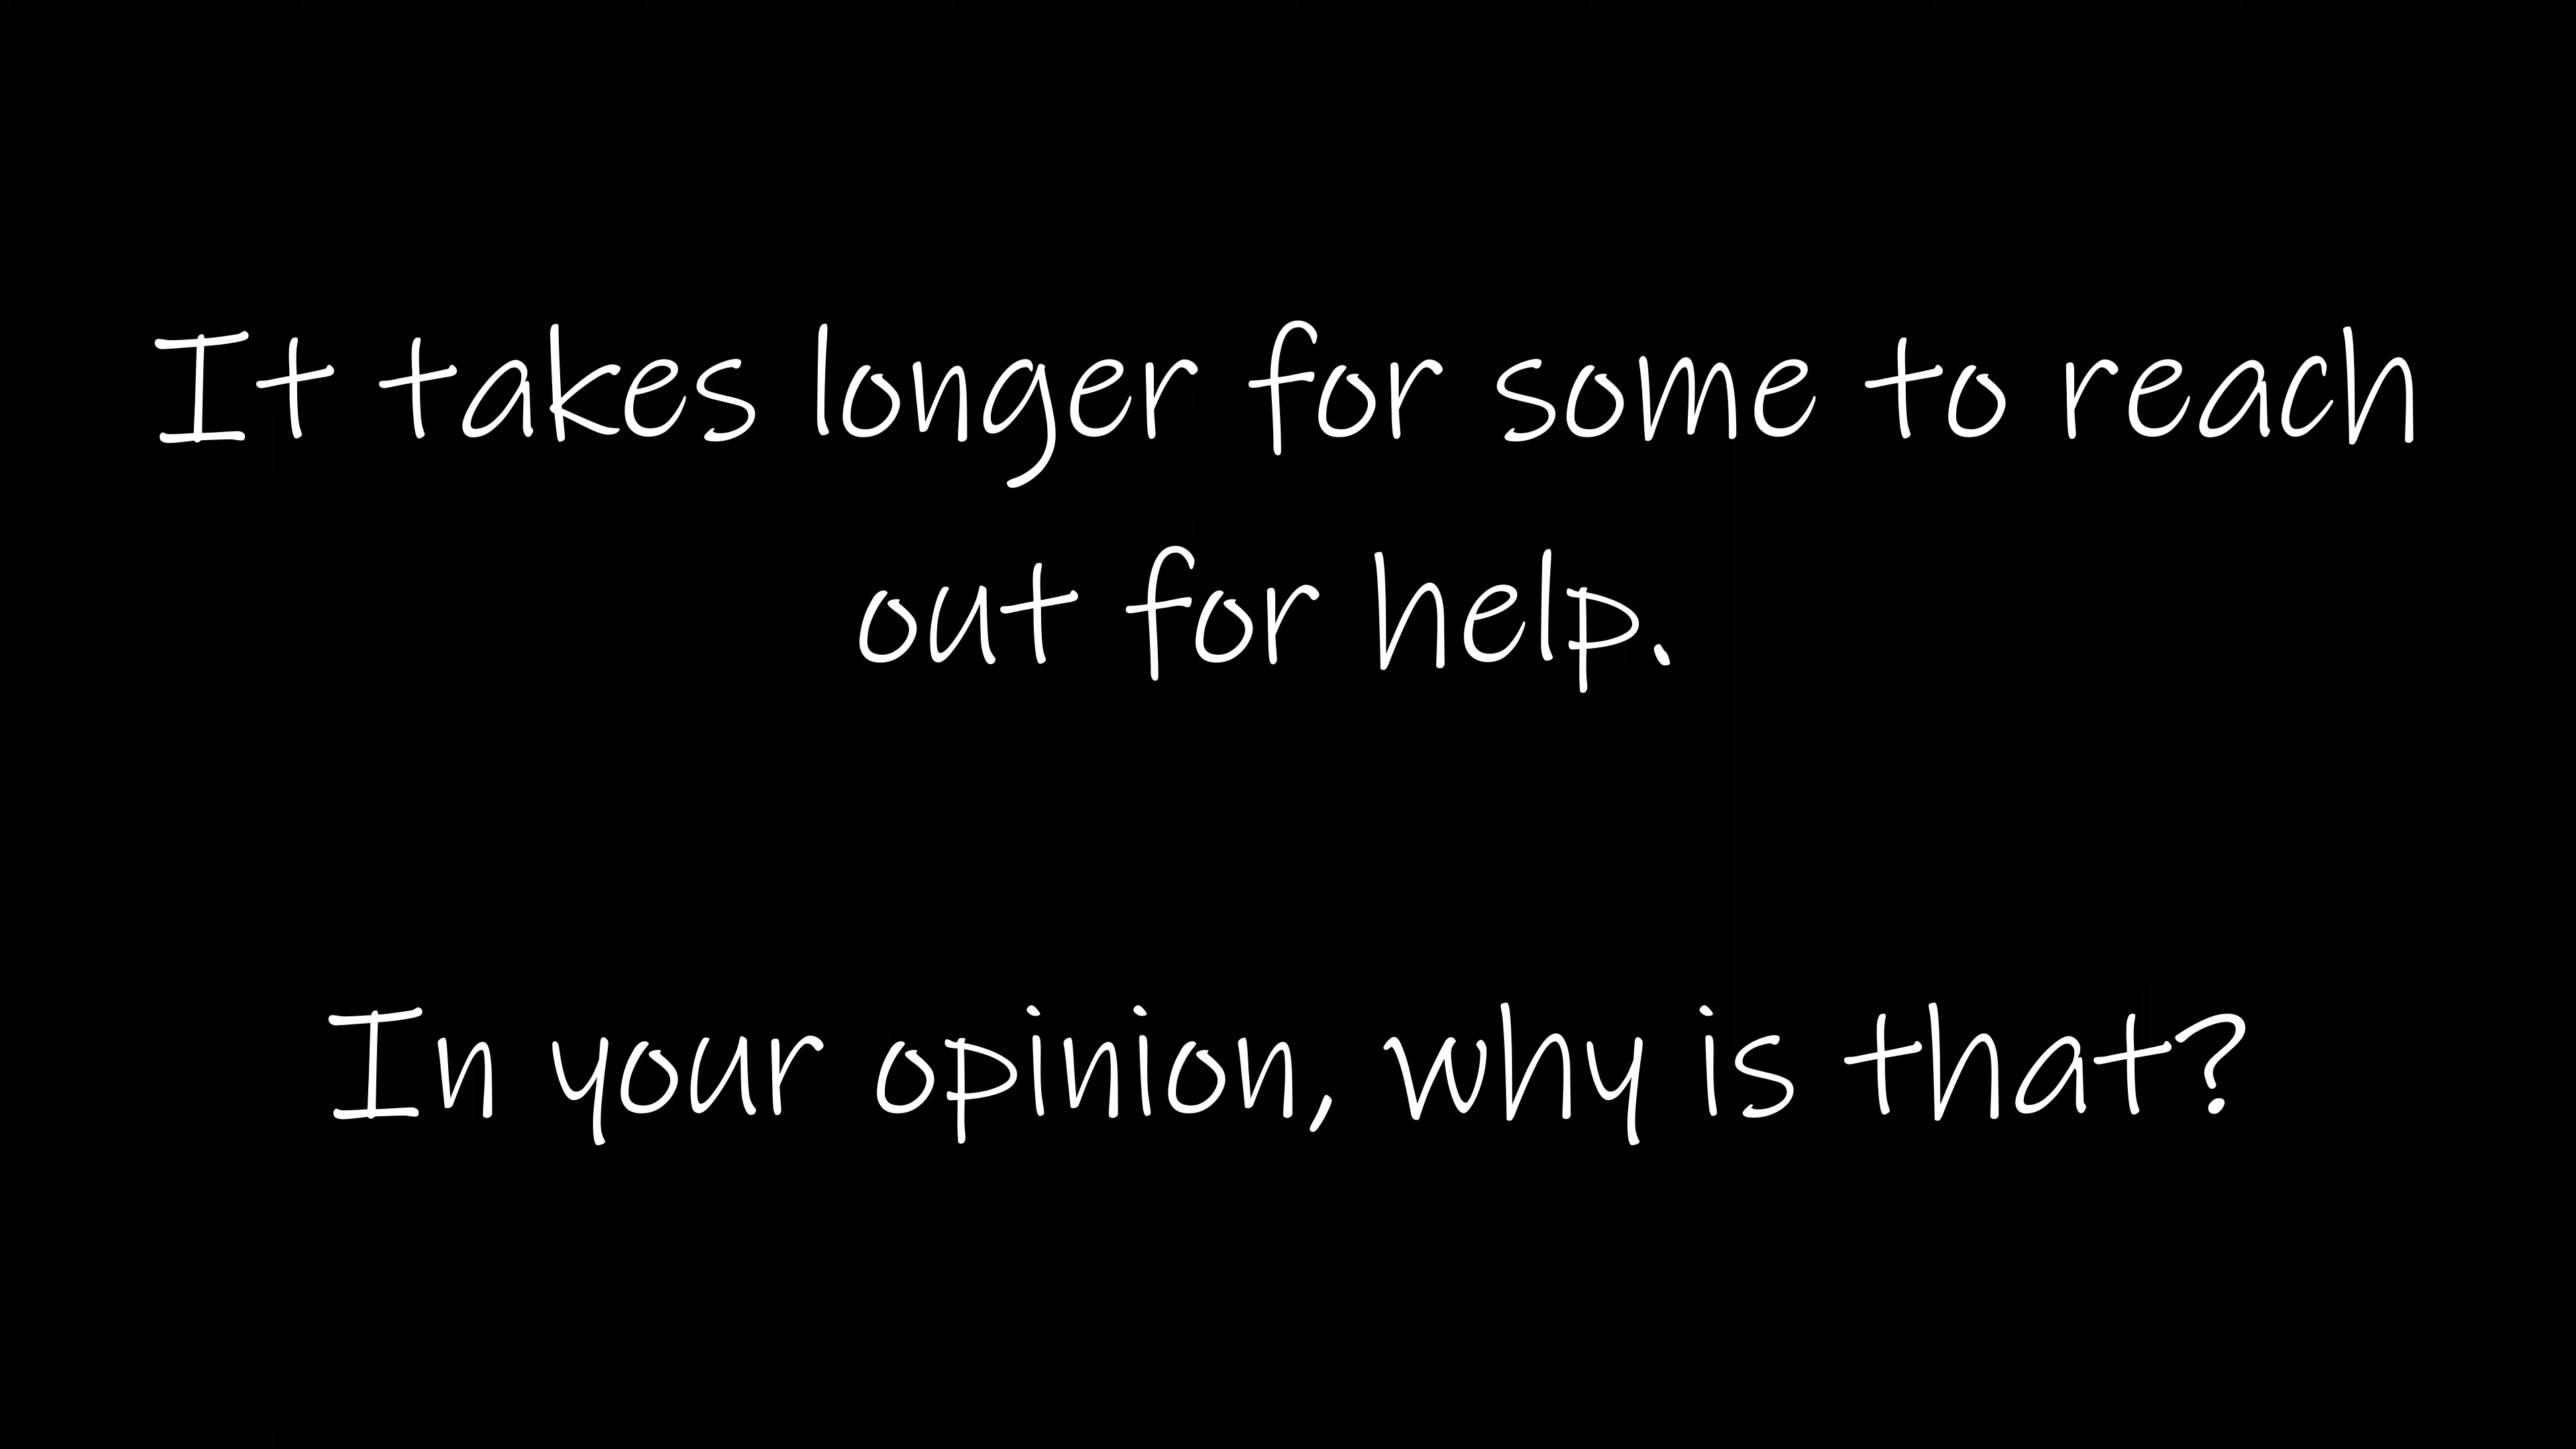 It takes longer for some to reach
out for help.
In your opinion, why is that?